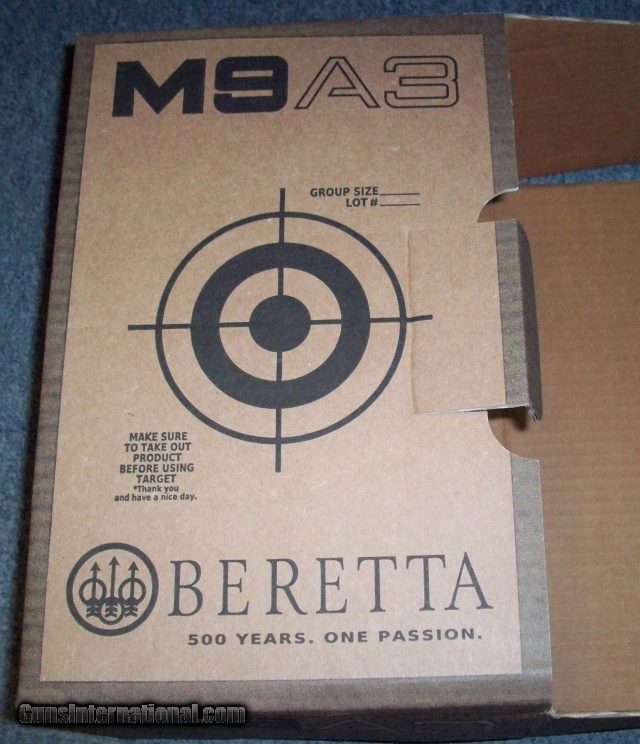 M9A3
GROUP SIZE
LOT #
MAKE SURE
TO TAKE OUT
PRODUCT
BEFORE USING
TARGET
*Thank you
and have a nice day.
BERETTA
500 YEARS. ONE PASSION.
GunsInternational.com